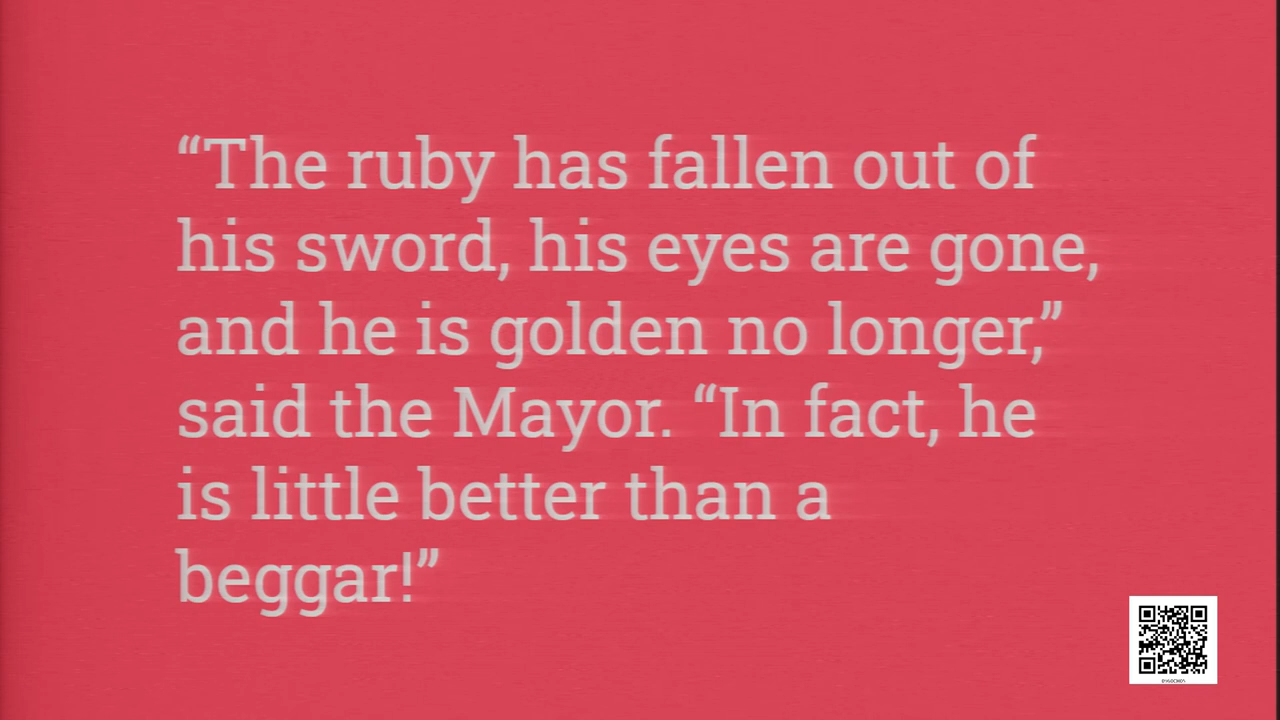 “The ruby has fallen out of
his sword, his eyes are gone,
and he is golden no longer,”
said the Mayor. “In fact, he
is little better than a
beggar!”